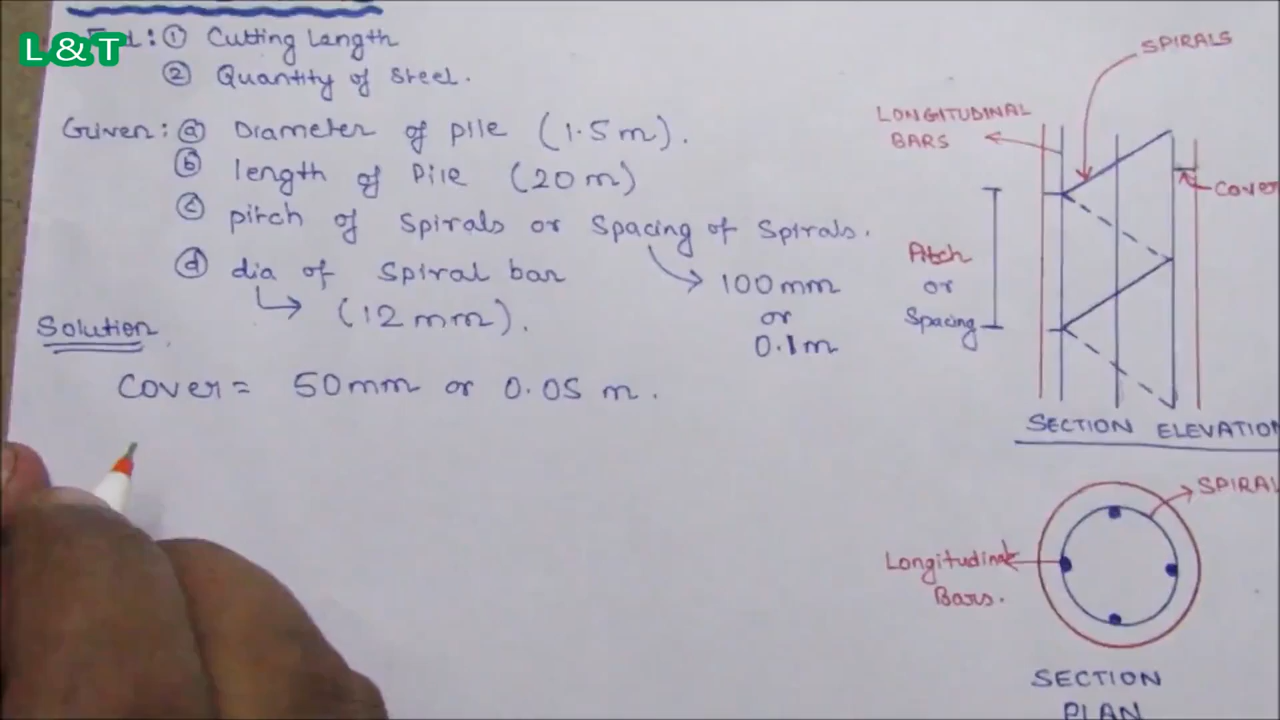 L & T
: ① Cutting Length
② Quantity of Steel.
Given: ⓐ Diameter of pile (1.5m).
ⓑ length of Pile (20m)
ⓒ pitch of Spirals or Spacing of Spirals.
100mm
or
0.1m
ⓓ dia of Spiral bar
(12mm).
Solution
Cover = 50mm or 0.05 m.
SPIRALS
LONGITUDINAL
BARS
Cover
Pitch
or
Spacing
SECTION ELEVATION
SPIRAL
Longitudinal
Bars.
SECTION
PLAN